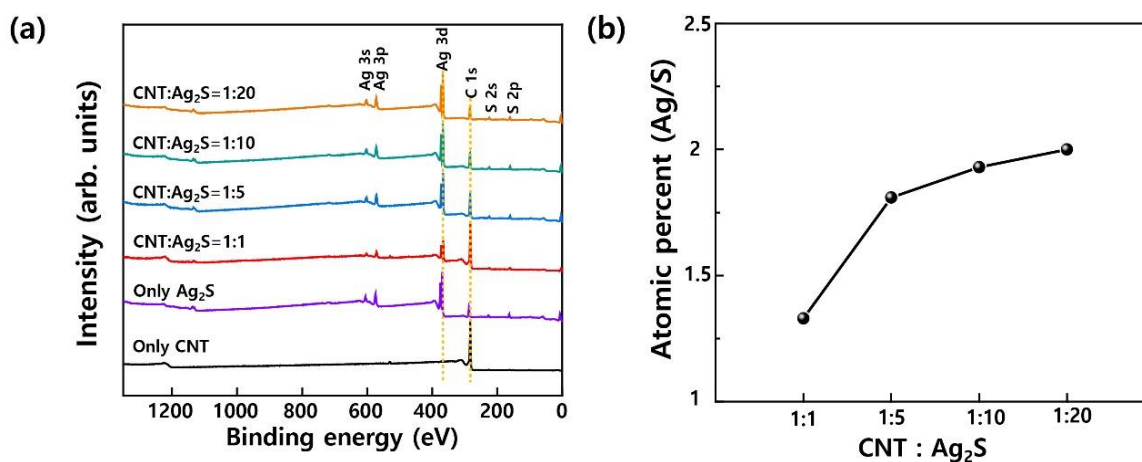 (a)
Intensity (arb. units)
Ag 3s
Ag 3p
Ag 3d
C 1s
S 2s
S 2p
CNT:Ag₂S=1:20
CNT:Ag₂S=1:10
CNT:Ag₂S=1:5
CNT:Ag₂S=1:1
Only Ag₂S
Only CNT
1200 1000 800 600 400 200 0
Binding energy (eV)
(b)
Atomic percent (Ag/S)
2.5
2
1.5
1
1:1 1:5 1:10 1:20
CNT : Ag₂S